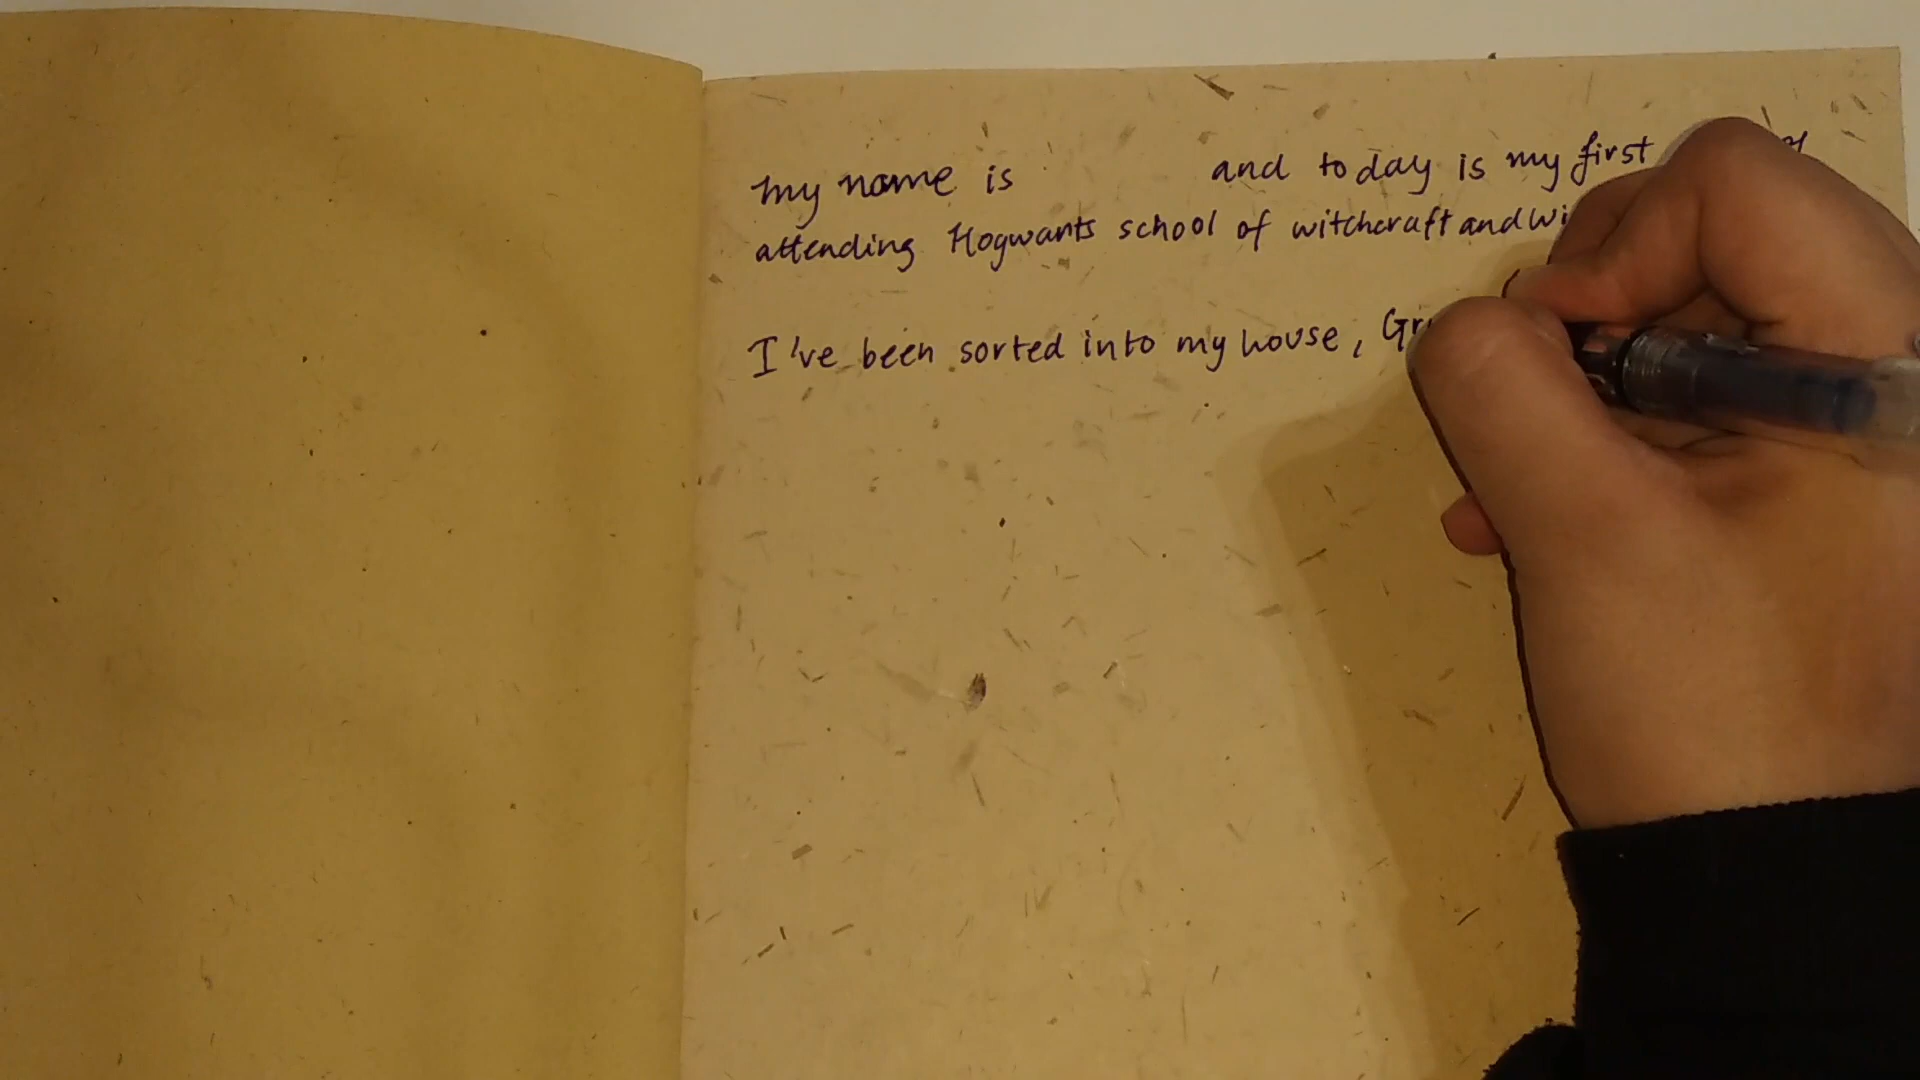 my name is and today is my first
attending Hogwarts school of witchcraft and
I've been sorted into my house,